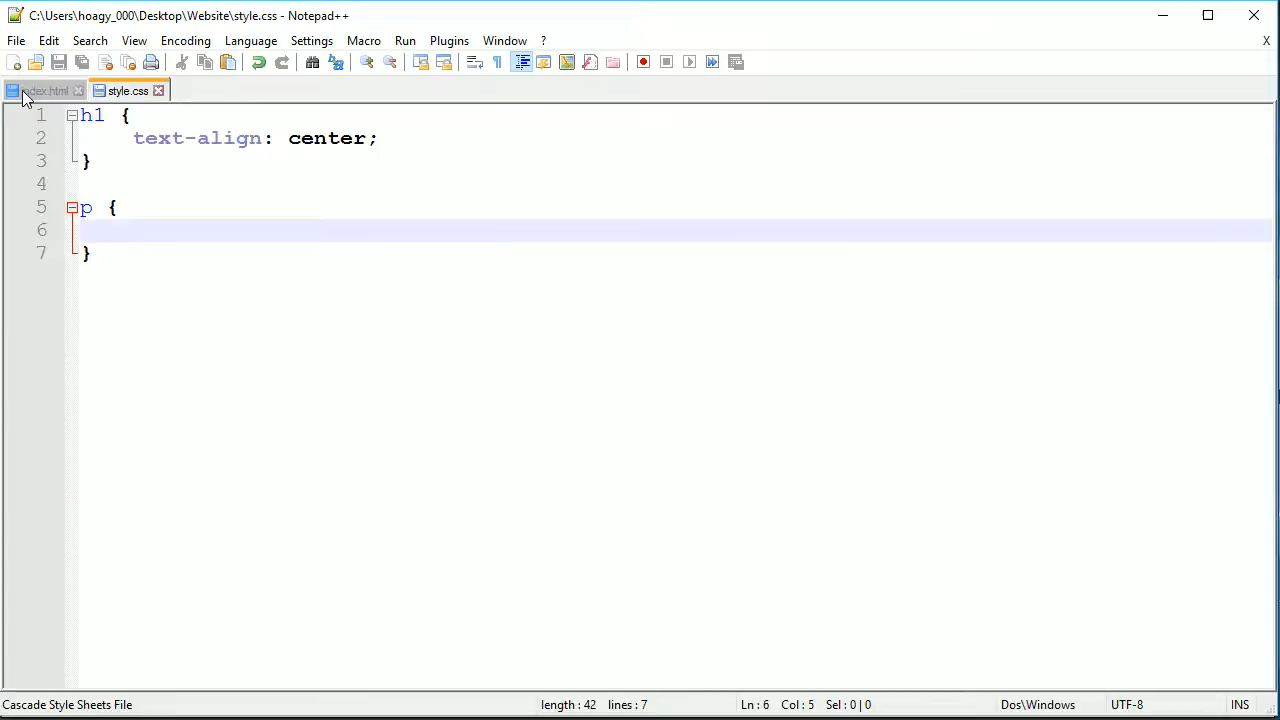 C:\Users\hoagy_000\Desktop\Website\style.css - Notepad++
File Edit Search View Encoding Language Settings Macro Run Plugins Window ? X
index.html style.css
1 h1 {
2 text-align: center;
3 }
4
5 p {
6
7 }
Cascade Style Sheets File length : 42 lines : 7 Ln : 6 Col : 5 Sel : 0 | 0 Dos\Windows UTF-8 INS